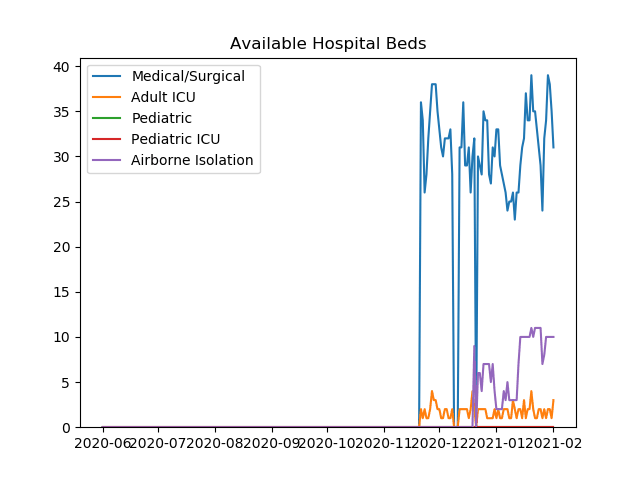 Available Hospital Beds
Medical/Surgical
Adult ICU
Pediatric
Pediatric ICU
Airborne Isolation
40
35
30
25
20
15
10
5
0
2020-06 2020-07 2020-08 2020-09 2020-10 2020-11 2020-12 2021-01 2021-02